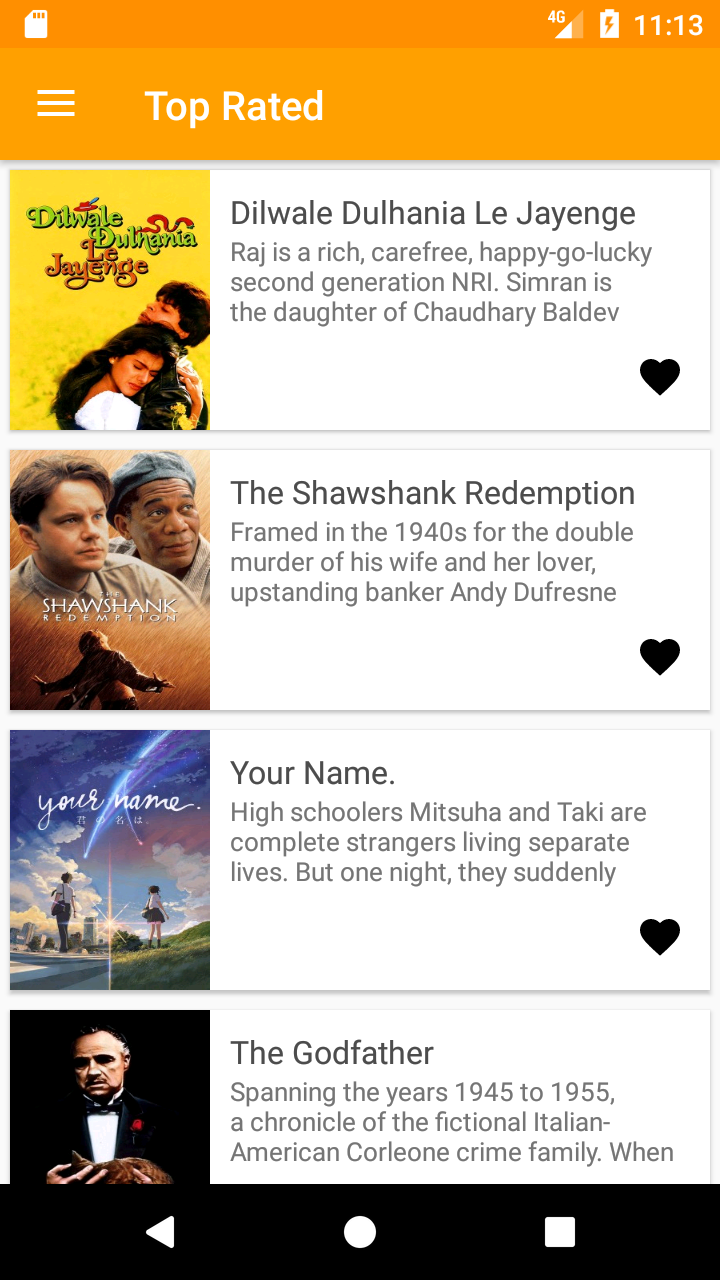 4G 11:13
Top Rated
Dilwale
Dulhania
Le
Jayenge
Dilwale Dulhania Le Jayenge
Raj is a rich, carefree, happy-go-lucky
second generation NRI. Simran is
the daughter of Chaudhary Baldev
THE
SHAWSHANK
REDEMPTION
The Shawshank Redemption
Framed in the 1940s for the double
murder of his wife and her lover,
upstanding banker Andy Dufresne
your name.
君の名は。
Your Name.
High schoolers Mitsuha and Taki are
complete strangers living separate
lives. But one night, they suddenly
The Godfather
Spanning the years 1945 to 1955,
a chronicle of the fictional Italian-
American Corleone crime family. When